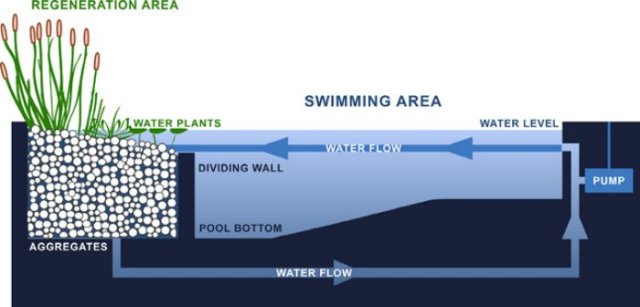 REGENERATION AREA
SWIMMING AREA
WATER PLANTS
WATER LEVEL
WATER FLOW
DIVIDING WALL
PUMP
POOL BOTTOM
AGGREGATES
WATER FLOW